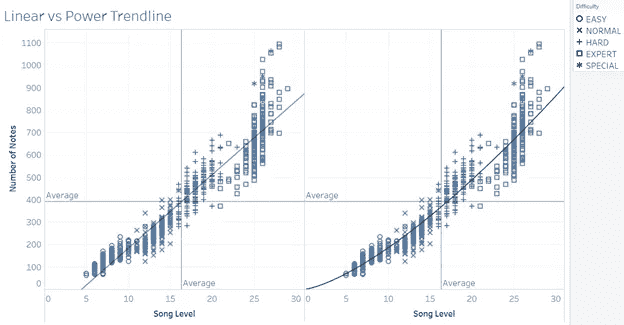 Linear vs Power Trendline
Difficulty
EASY
NORMAL
HARD
EXPERT
SPECIAL
Number of Notes
1100
1000
900
800
700
600
500
400
300
200
100
0
Average
Average
Average
Average
0 5 10 15 20 25 30
0 5 10 15 20 25 30
Song Level
Song Level